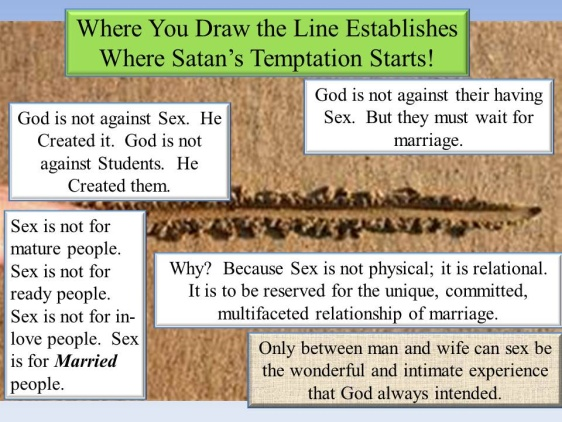 Where You Draw the Line Establishes
Where Satan's Temptation Starts!
God is not against their having
Sex.  But they must wait for
marriage.
God is not against Sex.  He
Created it.  God is not
against Students.  He
Created them.
Sex is not for
mature people.
Sex is not for
ready people.
Sex is not for in-
love people.  Sex
is for Married
people.
Why?  Because Sex is not physical; it is relational.
It is to be reserved for the unique, committed,
multifaceted relationship of marriage.
Only between man and wife can sex be
the wonderful and intimate experience
that God always intended.